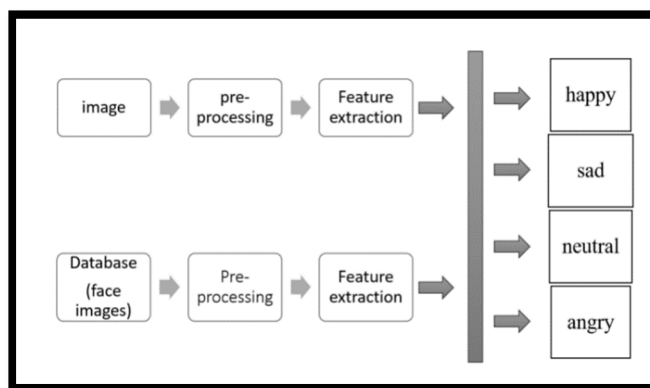 image
pre-
processing
Feature
extraction
happy
sad
neutral
Database
(face
images)
Pre-
processing
Feature
extraction
angry